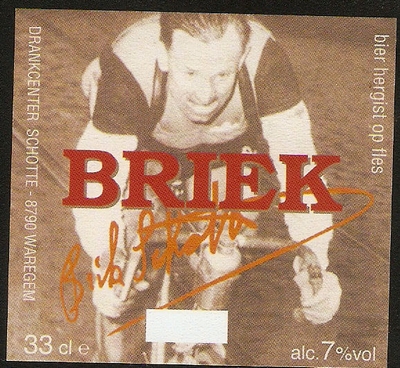 DRANKCENTER SCHOTTE - 8790 WAREGEM
bier hergist op fles
BRIEK
Briek Schotte
33 cl e
alc. 7%vol